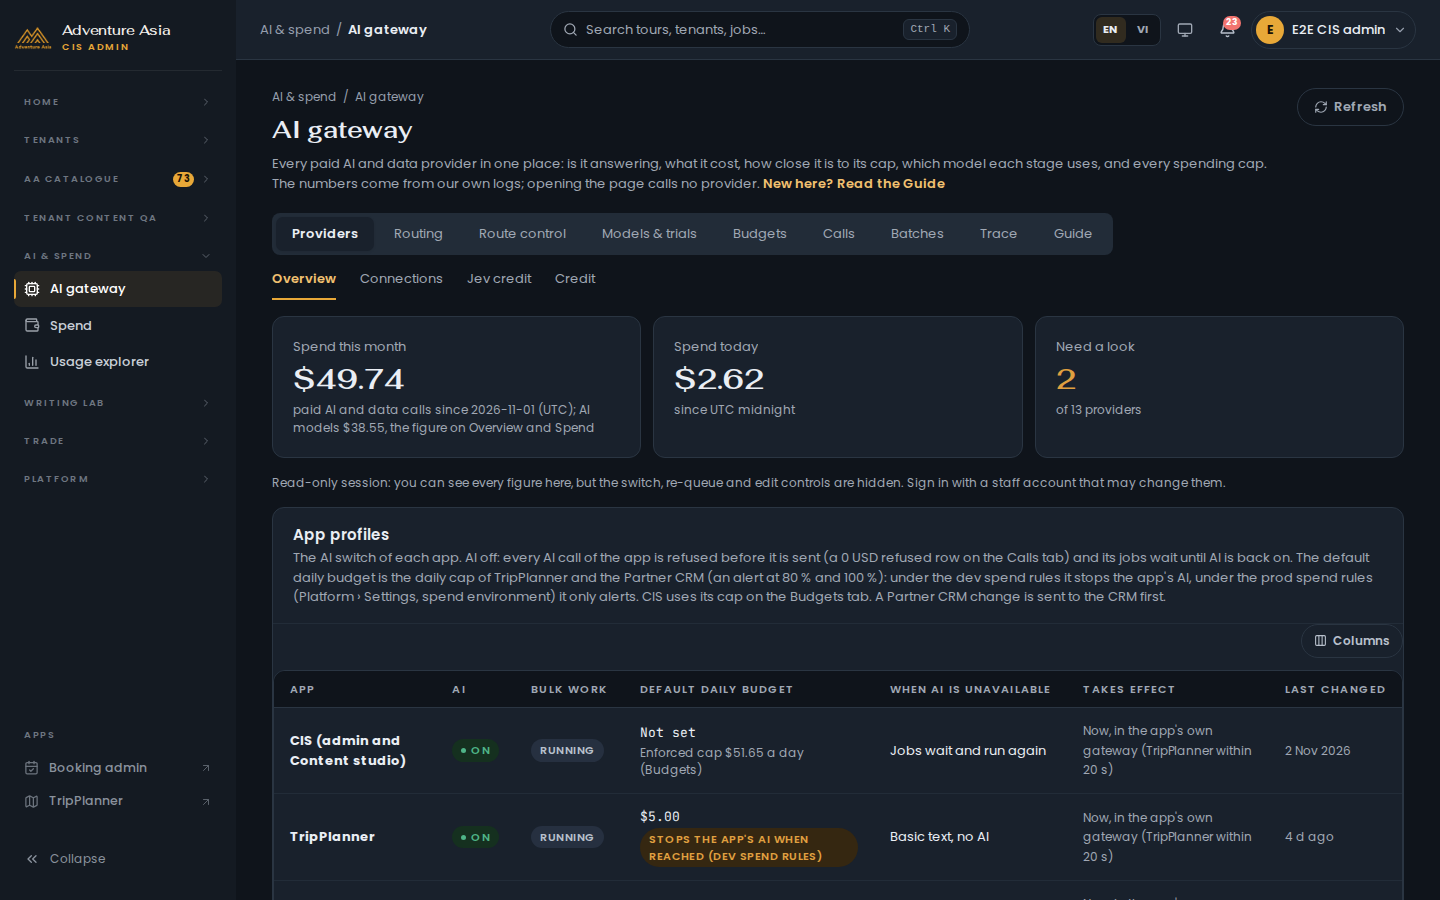 Adventure Asia
CIS ADMIN
Adventure Asia
HOME
TENANTS
AA CATALOGUE 73
TENANT CONTENT QA
AI & SPEND
AI gateway
Spend
Usage explorer
WRITING LAB
TRADE
PLATFORM
APPS
Booking admin
TripPlanner
Collapse
AI & spend / AI gateway
Search tours, tenants, jobs...
Ctrl K
EN VI
23
E E2E CIS admin
AI & spend / AI gateway
AI gateway
Refresh
Every paid AI and data provider in one place: is it answering, what it cost, how close it is to its cap, which model each stage uses, and every spending cap.
The numbers come from our own logs; opening the page calls no provider. New here? Read the Guide
Providers Routing Route control Models & trials Budgets Calls Batches Trace Guide
Overview Connections Jev credit Credit
Spend this month
$49.74
paid AI and data calls since 2026-11-01 (UTC); AI
models $38.55, the figure on Overview and Spend
Spend today
$2.62
since UTC midnight
Need a look
2
of 13 providers
Read-only session: you can see every figure here, but the switch, re-queue and edit controls are hidden. Sign in with a staff account that may change them.
App profiles
The AI switch of each app. AI off: every AI call of the app is refused before it is sent (a 0 USD refused row on the Calls tab) and its jobs wait until AI is back on. The default
daily budget is the daily cap of TripPlanner and the Partner CRM (an alert at 80 % and 100 %): under the dev spend rules it stops the app's AI, under the prod spend rules
(Platform › Settings, spend environment) it only alerts. CIS uses its cap on the Budgets tab. A Partner CRM change is sent to the CRM first.
Columns
APP AI BULK WORK DEFAULT DAILY BUDGET WHEN AI IS UNAVAILABLE TAKES EFFECT LAST CHANGED
CIS (admin and
Content studio)
ON
RUNNING
Not set
Enforced cap $51.65 a day
(Budgets)
Jobs wait and run again
Now, in the app's own
gateway (TripPlanner within
20 s)
2 Nov 2026
TripPlanner
ON
RUNNING
$5.00
STOPS THE APP'S AI WHEN
REACHED (DEV SPEND RULES)
Basic text, no AI
Now, in the app's own
gateway (TripPlanner within
20 s)
4 d ago